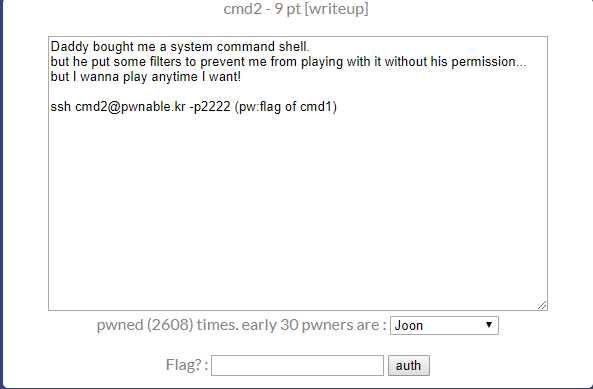 cmd2 - 9 pt [writeup]
Daddy bought me a system command shell.
but he put some filters to prevent me from playing with it without his permission...
but I wanna play anytime I want!
ssh cmd2@pwnable.kr -p2222 (pw:flag of cmd1)
pwned (2608) times. early 30 pwners are : Joon
Flag? : auth